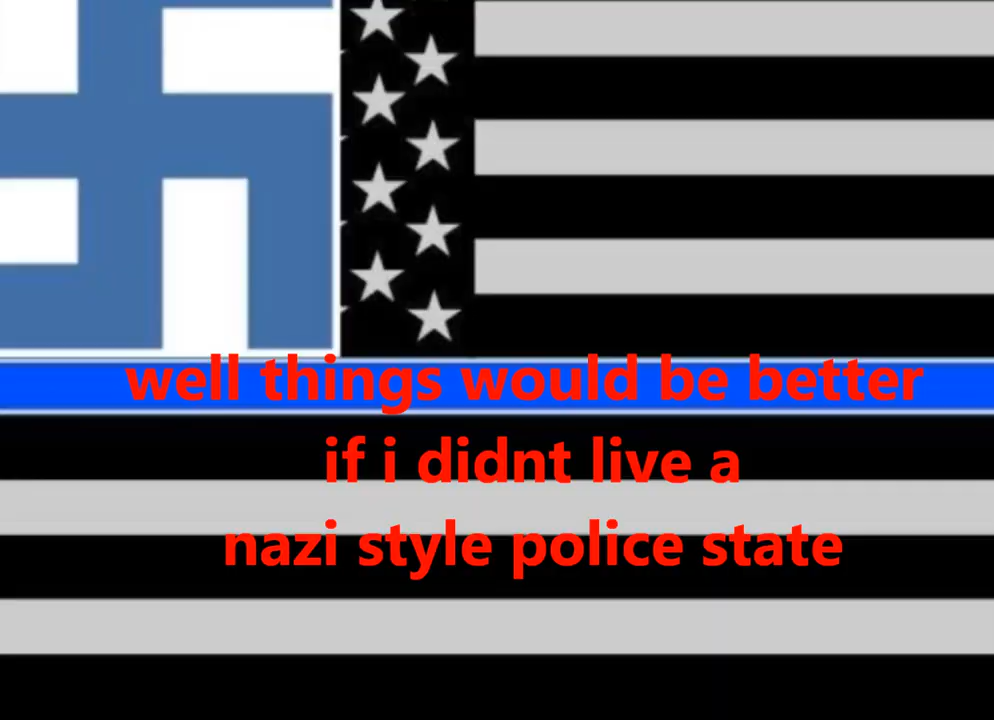 well things would be better
if i didnt live a
nazi style police state